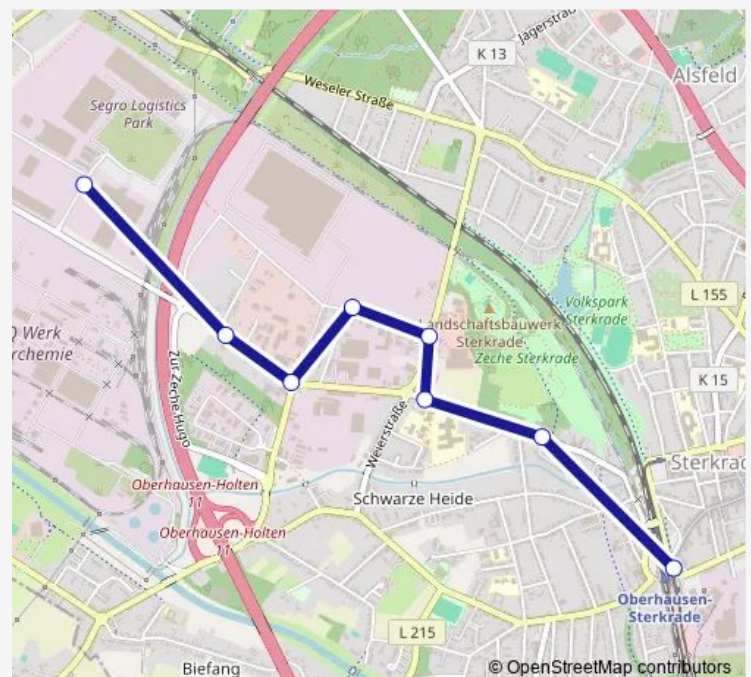 K 13
Jägerstraß
Alsfeld
Weseler Straße
Segro Logistics
Park
L 155
Volkspark
Sterkrade
Landschaftsbauwerk
Sterkrade
Zeche Sterkrade
Q Werk
rchemie
K 15
Zur Zeche Hugo
Weierstraße
Sterkrad
Oberhausen-Holten
11
Schwarze Heide
Oberhausen-Holten
11
Oberhausen-
Sterkrade
L 215
Biefang
© OpenStreetMap contributors